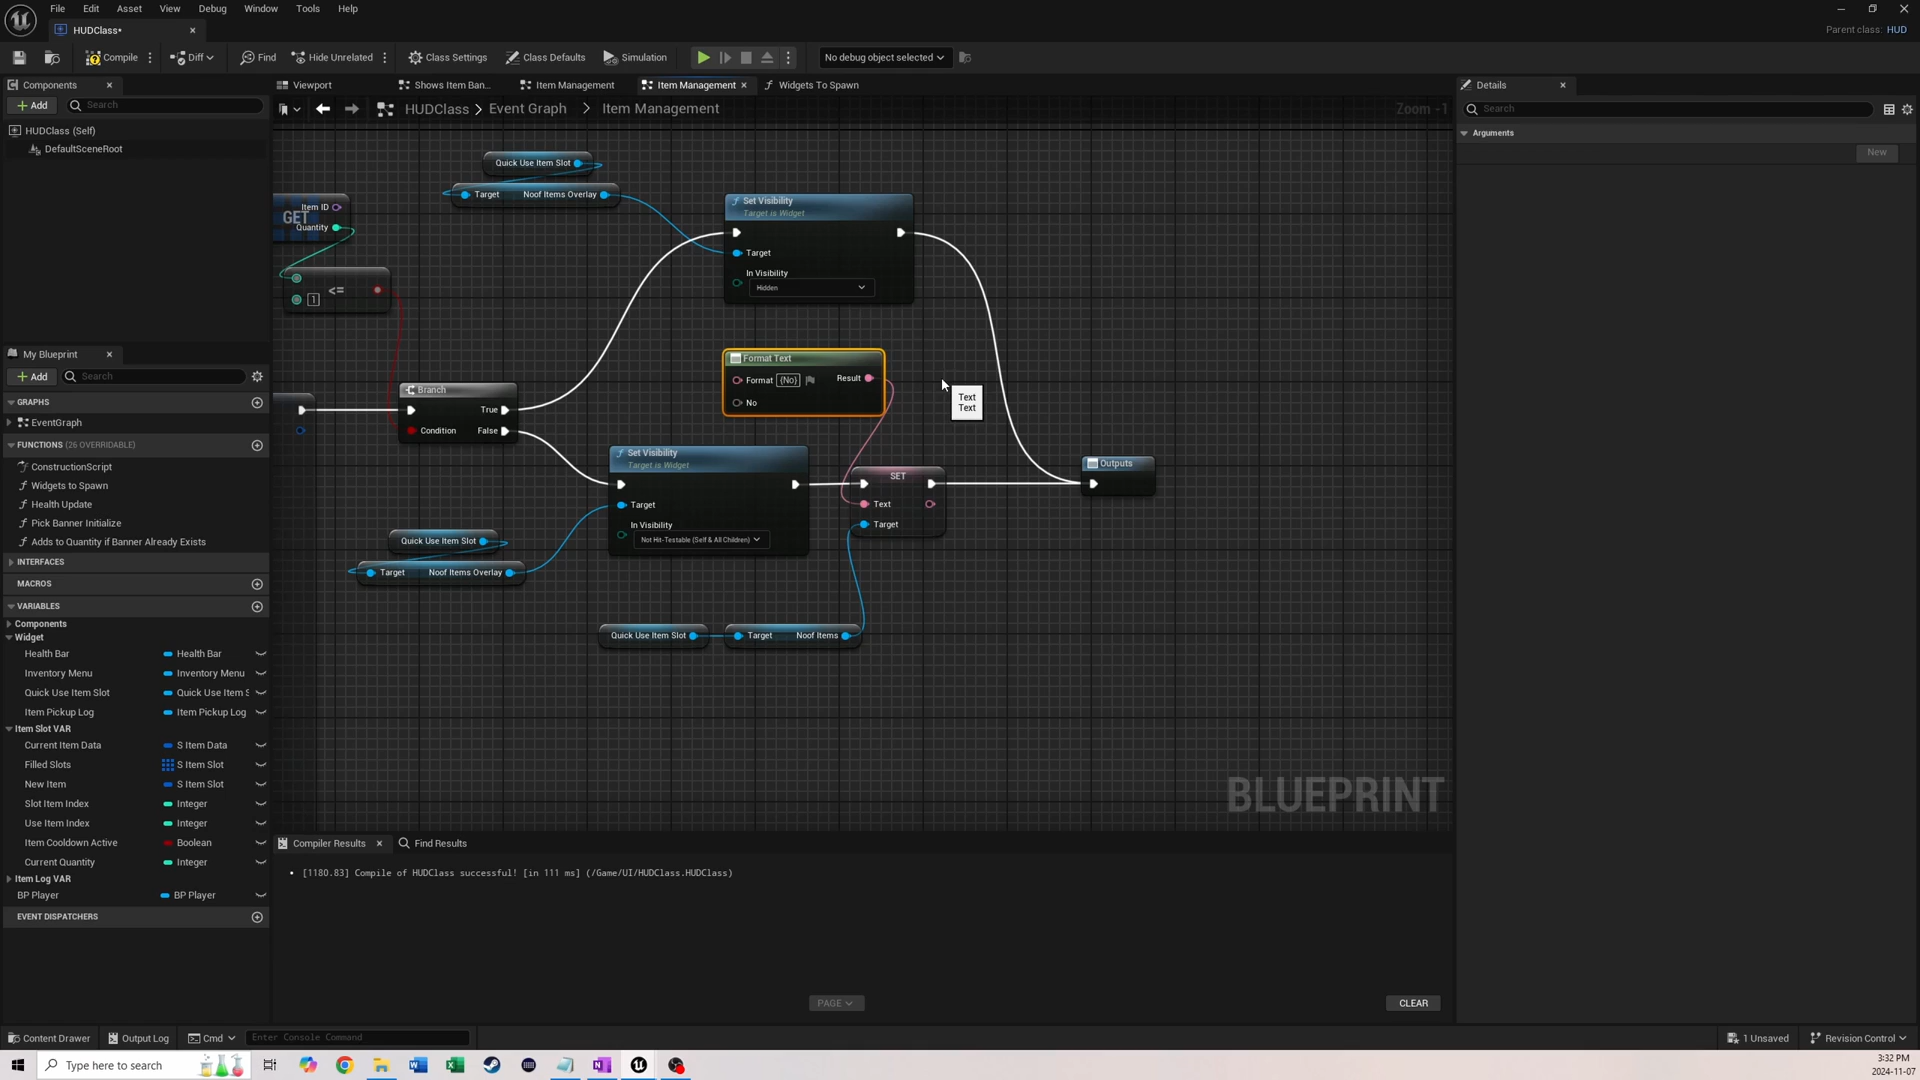 File Edit Asset View Debug Window Tools Help
HUDClass•
Parent class: HUD
Compile Diff Find Hide Unrelated Class Settings Class Defaults Simulation No debug object selected
Components
Add Search
HUDClass (Self)
DefaultSceneRoot
My Blueprint
Add Search
GRAPHS
EventGraph
FUNCTIONS (26 OVERRIDABLE)
ConstructionScript
Widgets to Spawn
Health Update
Pick Banner Initialize
Adds to Quantity if Banner Already Exists
INTERFACES
MACROS
VARIABLES
Components
Widget
Health Bar Health Bar
Inventory Menu Inventory Menu
Quick Use Item Slot Quick Use Item S
Item Pickup Log Item Pickup Log
Item Slot VAR
Current Item Data S Item Data
Filled Slots S Item Slot
New Item S Item Slot
Slot Item Index Integer
Use Item Index Integer
Item Cooldown Active Boolean
Current Quantity Integer
Item Log VAR
BP Player BP Player
EVENT DISPATCHERS
Viewport Shows Item Ban... Item Management Item Management Widgets To Spawn
HUDClass > Event Graph > Item Management
Zoom -1
Quick Use Item Slot
Target Noof Items Overlay
Item ID
GET
Quantity
1 <=
Set Visibility
Target is Widget
Target
In Visibility
Hidden
Format Text
Format {No} Result
No
Text
Text
Branch
True
Condition False
Set Visibility
Target is Widget
Target
In Visibility
Not Hit-Testable (Self & All Children)
SET
Text
Target
Outputs
Quick Use Item Slot
Target Noof Items Overlay
Quick Use Item Slot
Target Noof Items
BLUEPRINT
Compiler Results Find Results
[1180.83] Compile of HUDClass successful! [in 111 ms] (/Game/UI/HUDClass.HUDClass)
PAGE
CLEAR
Details
Search
Arguments
New
Content Drawer Output Log Cmd Enter Console Command 1 Unsaved Revision Control
Type here to search
3:32 PM
2024-11-07